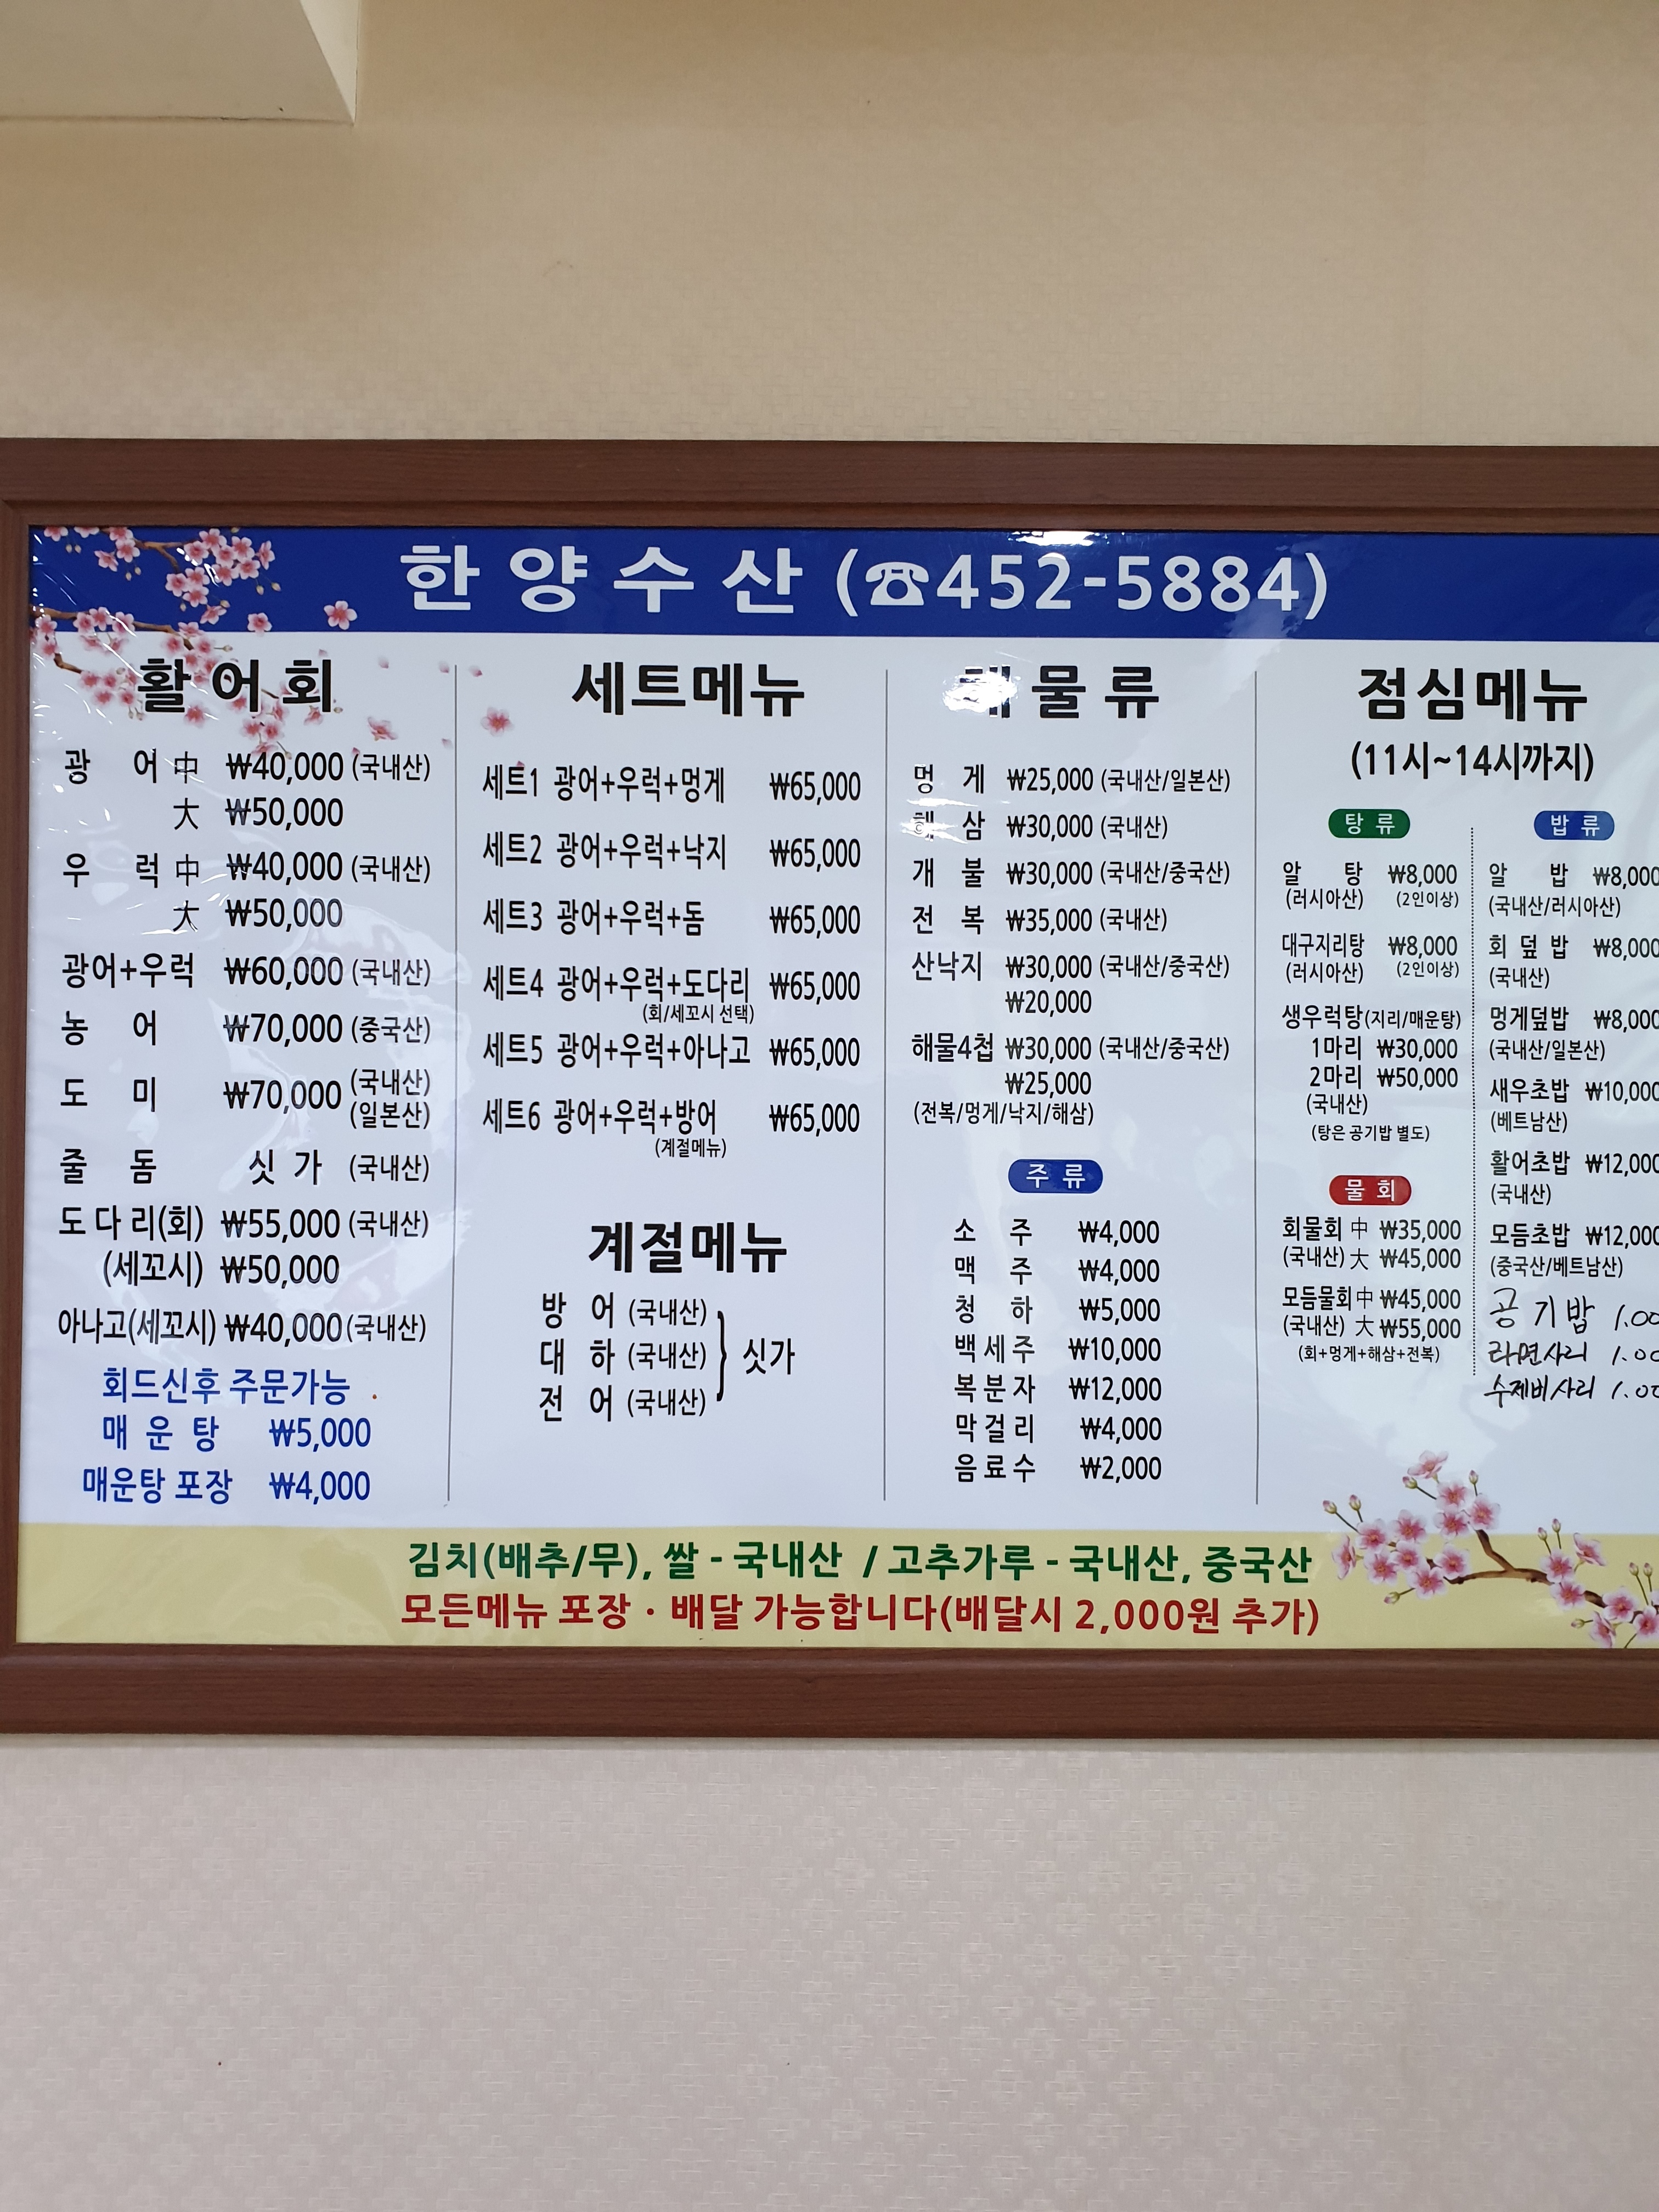 한양수산 (☎452-5884)
활어회
광 어 中 ₩40,000 (국내산)
大 ₩50,000
우 럭 中 ₩40,000 (국내산)
大 ₩50,000
광어+우럭 ₩60,000 (국내산)
농 어 ₩70,000 (중국산)
도 미 ₩70,000 (국내산)
(일본산)
줄 돔 싯 가 (국내산)
도다리(회) ₩55,000 (국내산)
(세꼬시) ₩50,000
아나고(세꼬시) ₩40,000 (국내산)
회드신후 주문가능
매 운 탕 ₩5,000
매운탕 포장 ₩4,000
세트메뉴
세트1 광어+우럭+멍게 ₩65,000
세트2 광어+우럭+낙지 ₩65,000
세트3 광어+우럭+돔 ₩65,000
세트4 광어+우럭+도다리 ₩65,000
(회/세꼬시 선택)
세트5 광어+우럭+아나고 ₩65,000
세트6 광어+우럭+방어 ₩65,000
(계절메뉴)
계절메뉴
방 어 (국내산)
대 하 (국내산) 싯가
전 어 (국내산)
해물류
멍 게 ₩25,000 (국내산/일본산)
해 삼 ₩30,000 (국내산)
개 불 ₩30,000 (국내산/중국산)
전 복 ₩35,000 (국내산)
산낙지 ₩30,000 (국내산/중국산)
₩20,000
해물4첩 ₩30,000 (국내산/중국산)
₩25,000
(전복/멍게/낙지/해삼)
주 류
소 주 ₩4,000
맥 주 ₩4,000
청 하 ₩5,000
백세주 ₩10,000
복분자 ₩12,000
막걸리 ₩4,000
음료수 ₩2,000
점심메뉴
(11시~14시까지)
탕 류
알 탕 ₩8,000
(러시아산) (2인이상)
대구지리탕 ₩8,000
(러시아산) (2인이상)
생우럭탕(지리/매운탕)
1마리 ₩30,000
2마리 ₩50,000
(국내산)
(탕은 공기밥 별도)
물 회
회물회 中 ₩35,000
(국내산) 大 ₩45,000
모듬물회 中 ₩45,000
(국내산) 大 ₩55,000
(회+멍게+해삼+전복)
밥 류
알 밥 ₩8,000
(국내산/러시아산)
회 덮 밥 ₩8,000
(국내산)
멍게덮밥 ₩8,000
(국내산/일본산)
새우초밥 ₩10,000
(베트남산)
활어초밥 ₩12,000
(국내산)
모듬초밥 ₩12,000
(중국산/베트남산)
공기밥 1.00
라면사리 1.00
수제비사리 1.00
김치(배추/무), 쌀 - 국내산 / 고추가루 - 국내산, 중국산
모든메뉴 포장 · 배달 가능합니다(배달시 2,000원 추가)